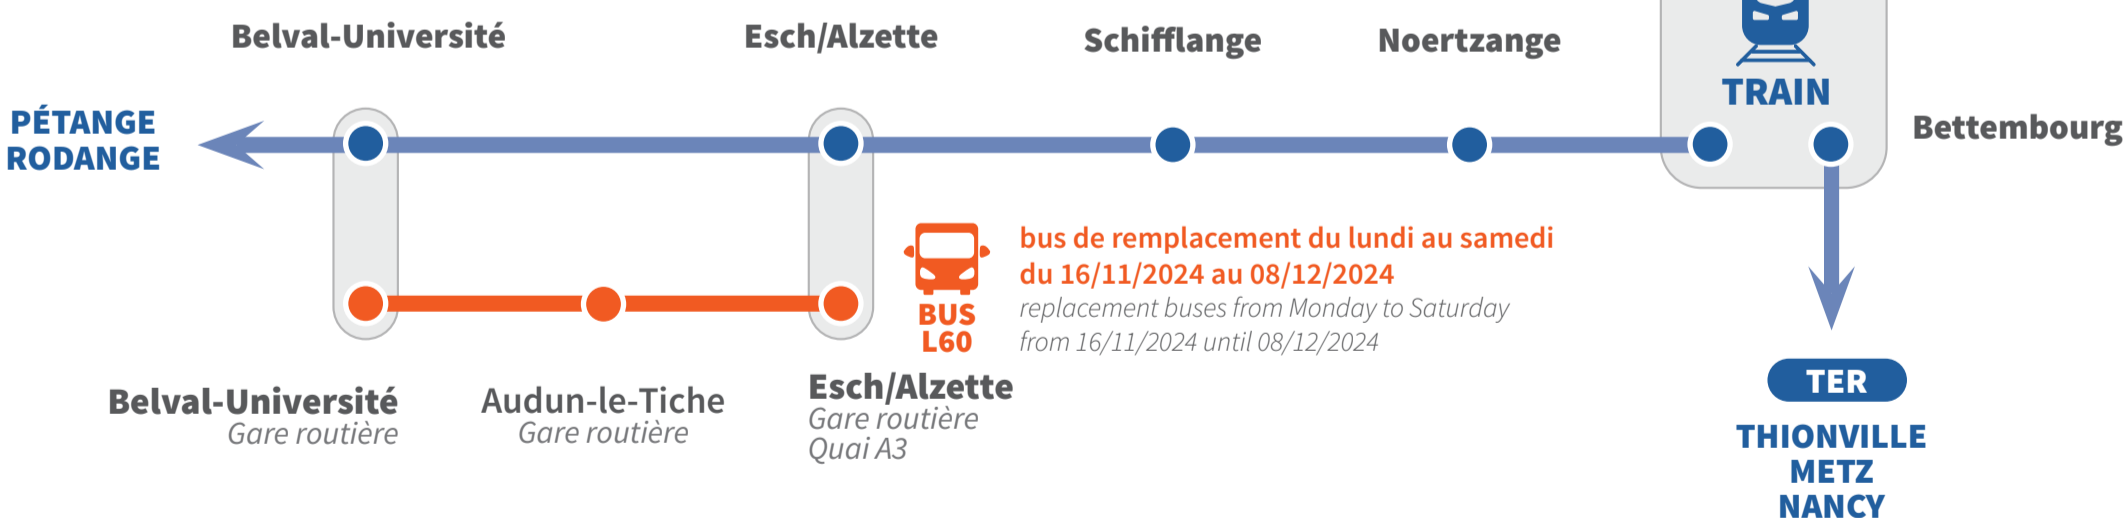 Belval-Université
Esch/Alzette
Schifflange
Noertzange
TRAIN
PÉTANGE
RODANGE
Bettembourg
bus de remplacement du lundi au samedi
du 16/11/2024 au 08/12/2024
replacement buses from Monday to Saturday
from 16/11/2024 until 08/12/2024
BUS
L60
Belval-Université
Gare routière
Audun-le-Tiche
Gare routière
Esch/Alzette
Gare routière
Quai A3
TER
THIONVILLE
METZ
NANCY